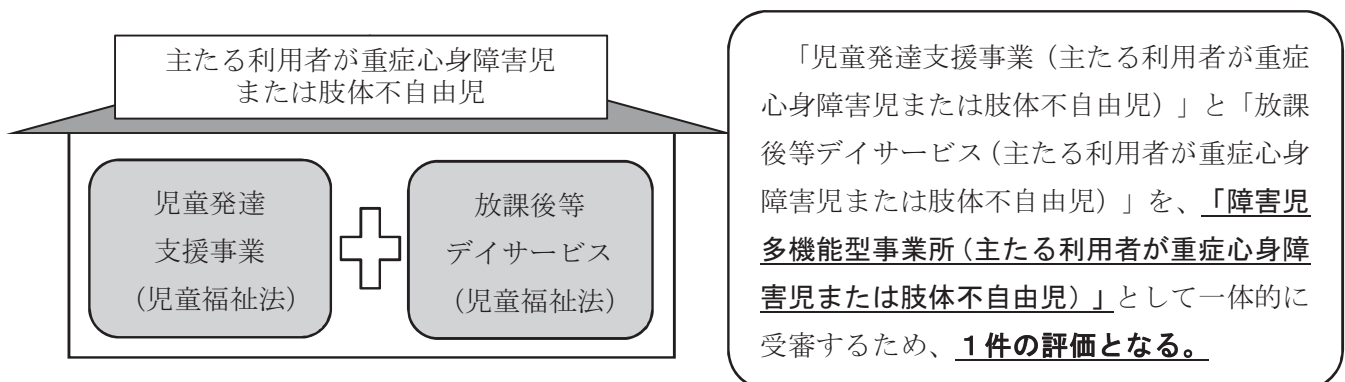 主たる利用者が重症心身障害児
または肢体不自由児
児童発達
支援事業
(児童福祉法)
放課後等
デイサービス
(児童福祉法)
「児童発達支援事業（主たる利用者が重症
心身障害児または肢体不自由児）」と「放課
後等デイサービス（主たる利用者が重症心身
障害児または肢体不自由児）」を、「障害児
多機能型事業所（主たる利用者が重症心身障
害児または肢体不自由児）」として一体的に
受審するため、１件の評価となる。